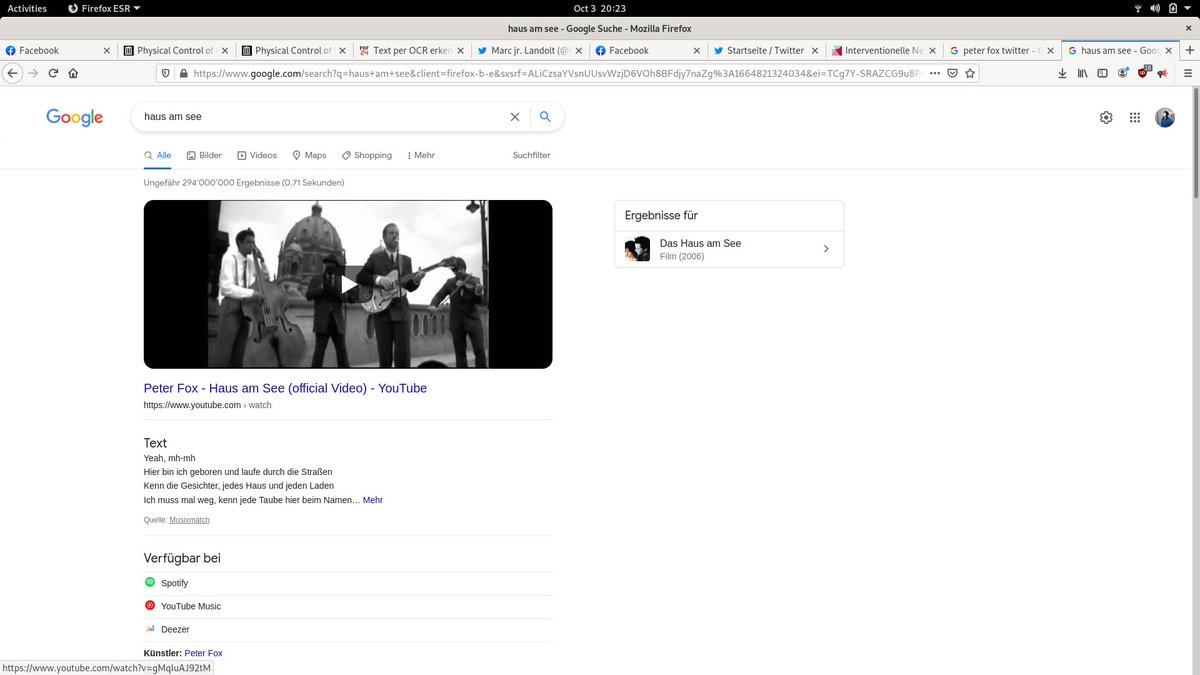 Activities Firefox ESR Oct 3 20:23
haus am see - Google Suche - Mozilla Firefox
Facebook Physical Control of Physical Control of Text per OCR erken Marc jr. Landolt (@ Facebook Startseite / Twitter Interventionelle Ne peter fox twitter - G haus am see - Goog
https://www.google.com/search?q=haus+am+see&client=firefox-b-e&sxsrf=ALiCzsaYVsnUUsvWzjD6VOh8BFdjy7naZg%3A1664821324034&ei=TCg7Y-SRAZCG9u8P
Google haus am see
Alle Bilder Videos Maps Shopping Mehr Suchfilter
Ungefähr 294'000'000 Ergebnisse (0.71 Sekunden)
Ergebnisse für
Das Haus am See
Film (2006)
Peter Fox - Haus am See (official Video) - YouTube
https://www.youtube.com › watch
Text
Yeah, mh-mh
Hier bin ich geboren und laufe durch die Straßen
Kenn die Gesichter, jedes Haus und jeden Laden
Ich muss mal weg, kenn jede Taube hier beim Namen… Mehr
Quelle: Musixmatch
Verfügbar bei
Spotify
YouTube Music
Deezer
Künstler: Peter Fox
https://www.youtube.com/watch?v=gMqIuAJ92tM